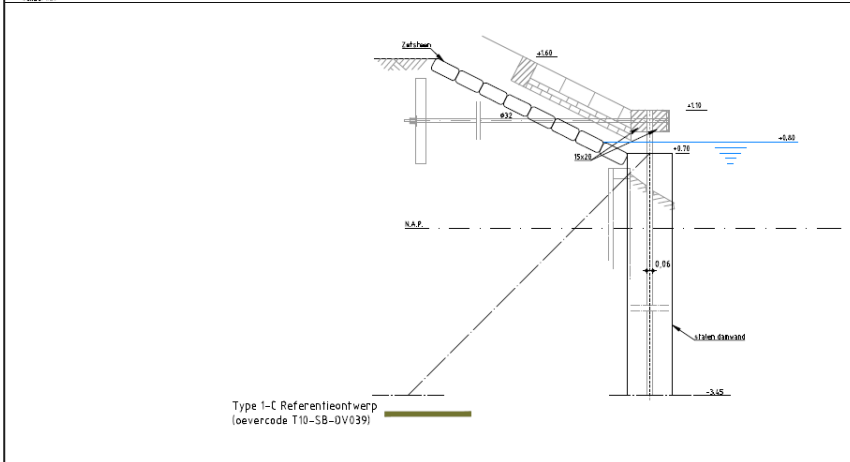 Zetsteen
+1.60
+1.10
Ø32
+0,80
15x20
+0.70
N.A.P.
0,06
stalen damwand
-3.45
Type 1-C Referentieontwerp
(oevercode T10-SB-OV039)